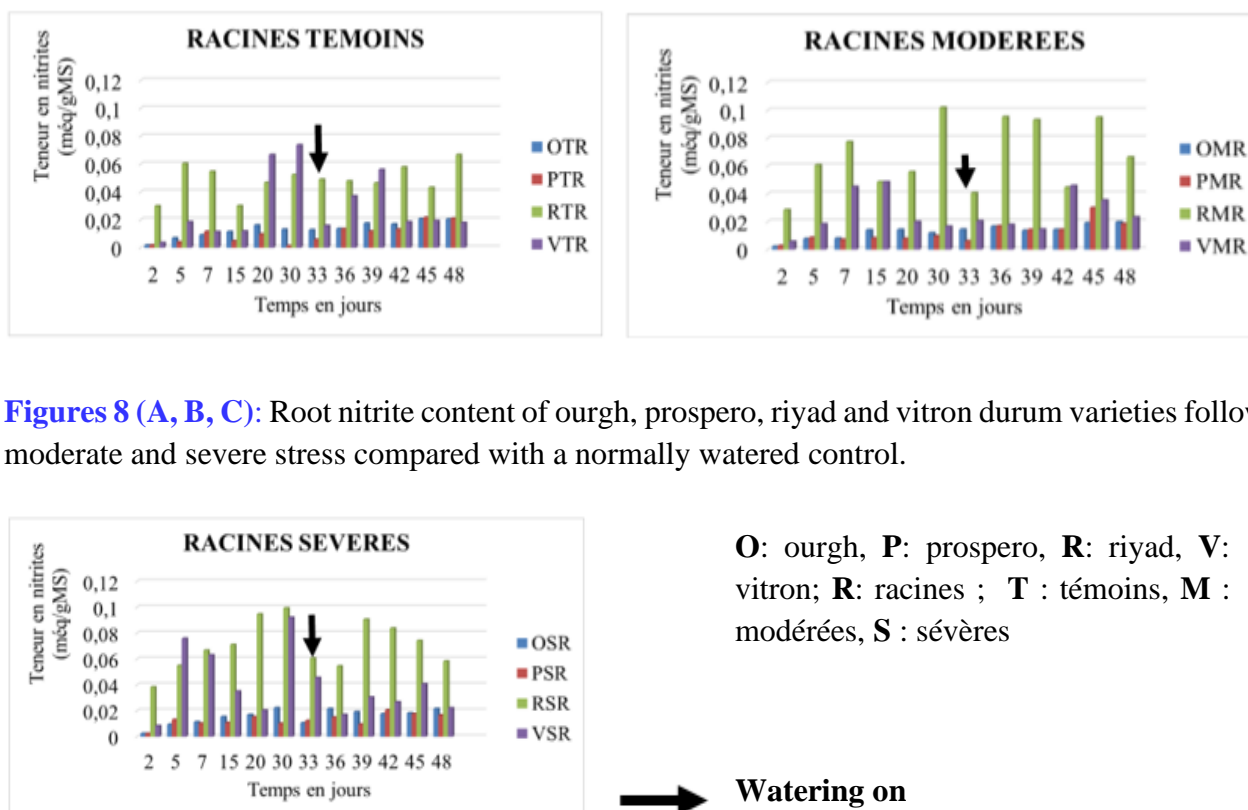 RACINES TEMOINS
Teneur en nitrites
(méq/gMS)
0,12
0,1
0,08
0,06
0,04
0,02
0
2 5 7 15 20 30 33 36 39 42 45 48
Temps en jours
OTR
PTR
RTR
VTR
RACINES MODEREES
Teneur en nitrites
(méq/gMS)
0,12
0,1
0,08
0,06
0,04
0,02
0
2 5 7 15 20 30 33 36 39 42 45 48
Temps en jours
OMR
PMR
RMR
VMR
Figures 8 (A, B, C): Root nitrite content of ourgh, prospero, riyad and vitron durum varieties follow
moderate and severe stress compared with a normally watered control.
RACINES SEVERES
Teneur en nitrites
(méq/gMS)
0,12
0,1
0,08
0,06
0,04
0,02
0
2 5 7 15 20 30 33 36 39 42 45 48
Temps en jours
OSR
PSR
RSR
VSR
O: ourgh, P: prospero, R: riyad, V:
vitron; R: racines ; T : témoins, M :
modérées, S : sévères
Watering on